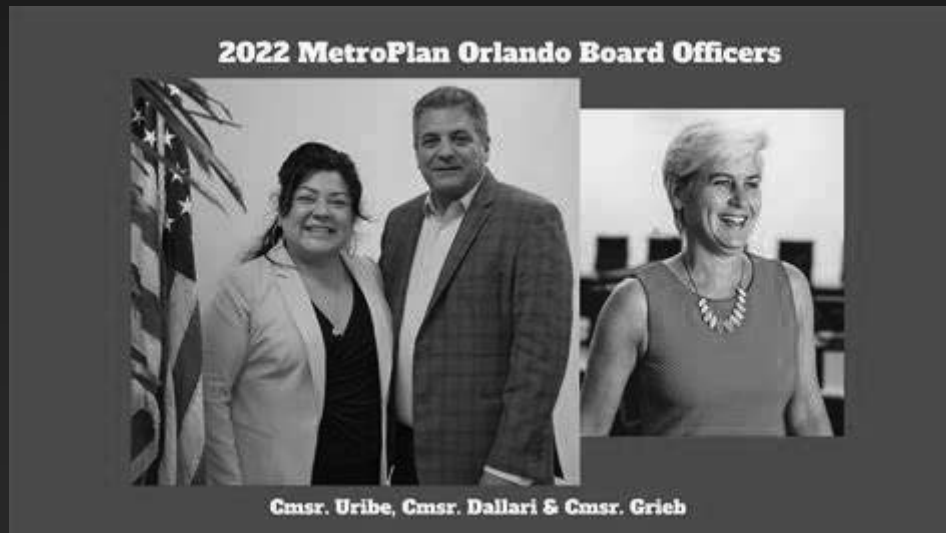 2022 MetroPlan Orlando Board Officers
Cmsr. Uribe, Cmsr. Dallari & Cmsr. Grieb